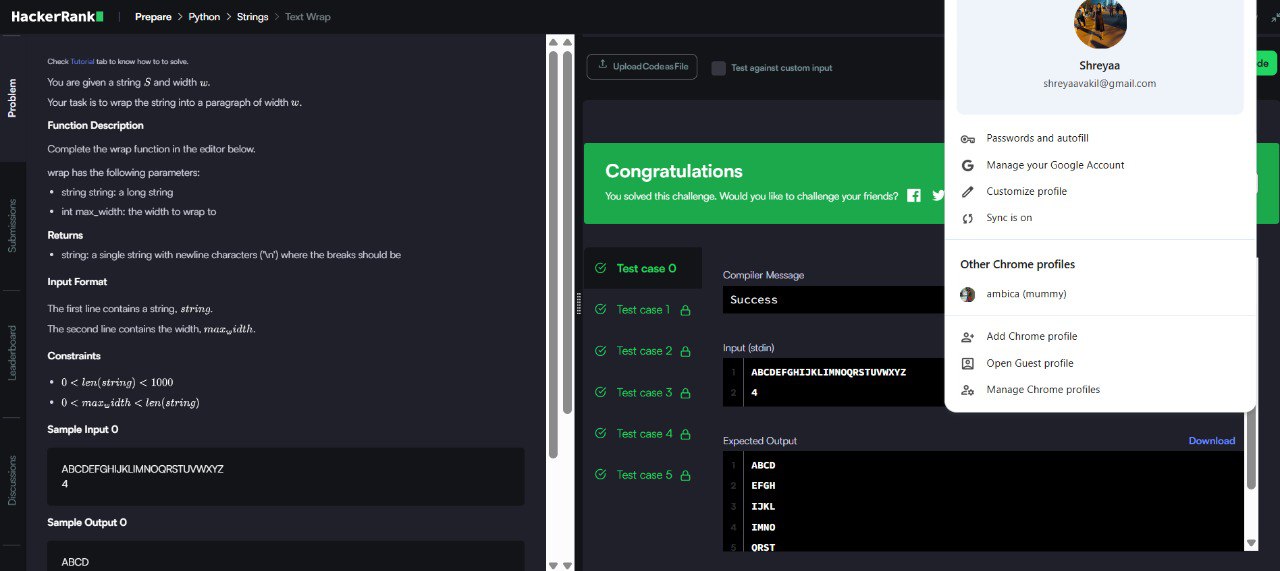 HackerRank
Prepare > Python > Strings > Text Wrap
Problem
Submissions
Leaderboard
Discussions
Check Tutorial tab to know how to to solve.
You are given a string S and width w.
Your task is to wrap the string into a paragraph of width w.
Function Description
Complete the wrap function in the editor below.
wrap has the following parameters:
• string string: a long string
• int max_width: the width to wrap to
Returns
• string: a single string with newline characters ('\n') where the breaks should be
Input Format
The first line contains a string, string.
The second line contains the width, max_width.
Constraints
• 0 < len(string) < 1000
• 0 < max_width < len(string)
Sample Input 0
ABCDEFGHIJKLIMNOQRSTUVWXYZ
4
Sample Output 0
ABCD
Upload Code as File
Test against custom input
de
Congratulations
You solved this challenge. Would you like to challenge your friends?
Test case 0
Test case 1
Test case 2
Test case 3
Test case 4
Test case 5
Compiler Message
Success
Input (stdin)
1 ABCDEFGHIJKLIMNOQRSTUVWXYZ
2 4
Expected Output
Download
1 ABCD
2 EFGH
3 IJKL
4 IMNO
5 QRST
Shreyaa
shreyaavakil@gmail.com
Passwords and autofill
Manage your Google Account
Customize profile
Sync is on
Other Chrome profiles
ambica (mummy)
Add Chrome profile
Open Guest profile
Manage Chrome profiles